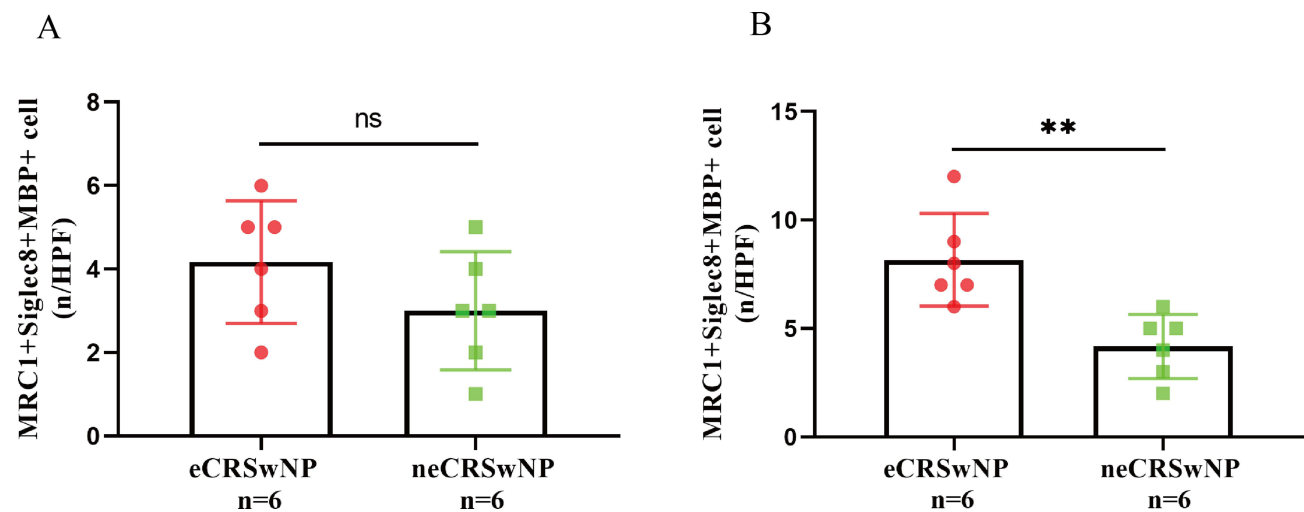 A
MRC1+Siglec8+MBP+ cell
(n/HPF)
8
6
4
2
0
ns
eCRSwNP
n=6
neCRSwNP
n=6
B
MRC1+Siglec8+MBP+ cell
(n/HPF)
15
10
5
0
**
eCRSwNP
n=6
neCRSwNP
n=6